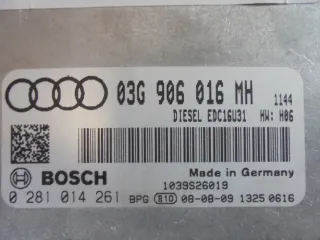 03G 906 016 MH 1144
DIESEL EDC16U31 HW: H06
Made in Germany
BOSCH 1039S26019
0 281 014 261 BPG E10 08-08-09 1325 0616